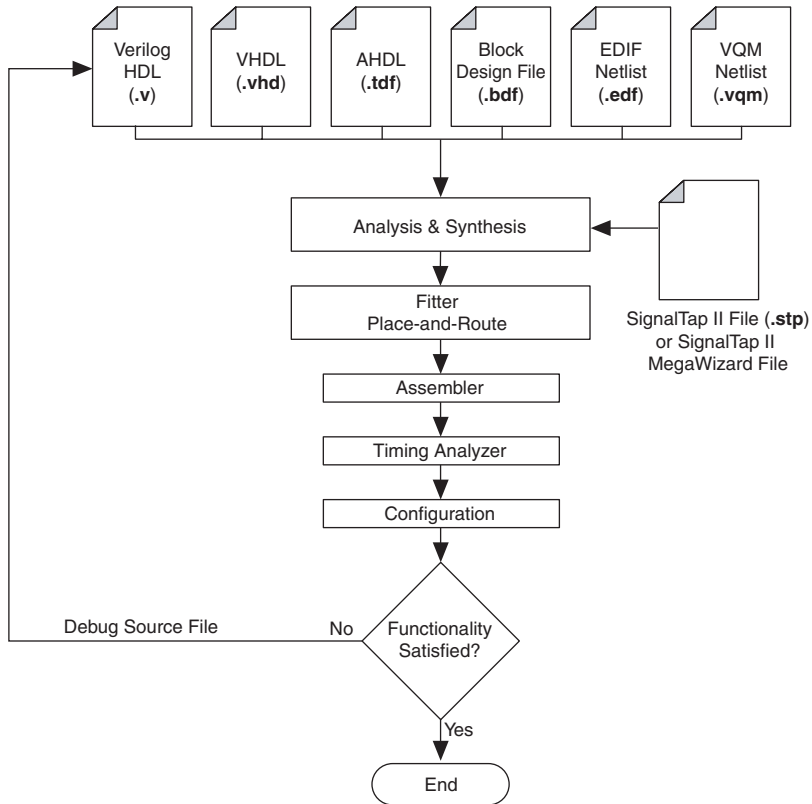 Verilog
HDL
(.v)
VHDL
(.vhd)
AHDL
(.tdf)
Block
Design File
(.bdf)
EDIF
Netlist
(.edf)
VQM
Netlist
(.vqm)
Analysis & Synthesis
Fitter
Place-and-Route
SignalTap II File (.stp)
or SignalTap II
MegaWizard File
Assembler
Timing Analyzer
Configuration
Debug Source File
No
Functionality
Satisfied?
Yes
End